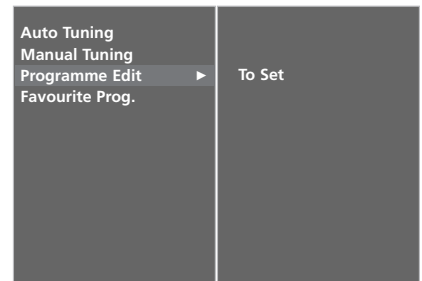 Auto Tuning
Manual Tuning
Programme Edit ► To Set
Favourite Prog.